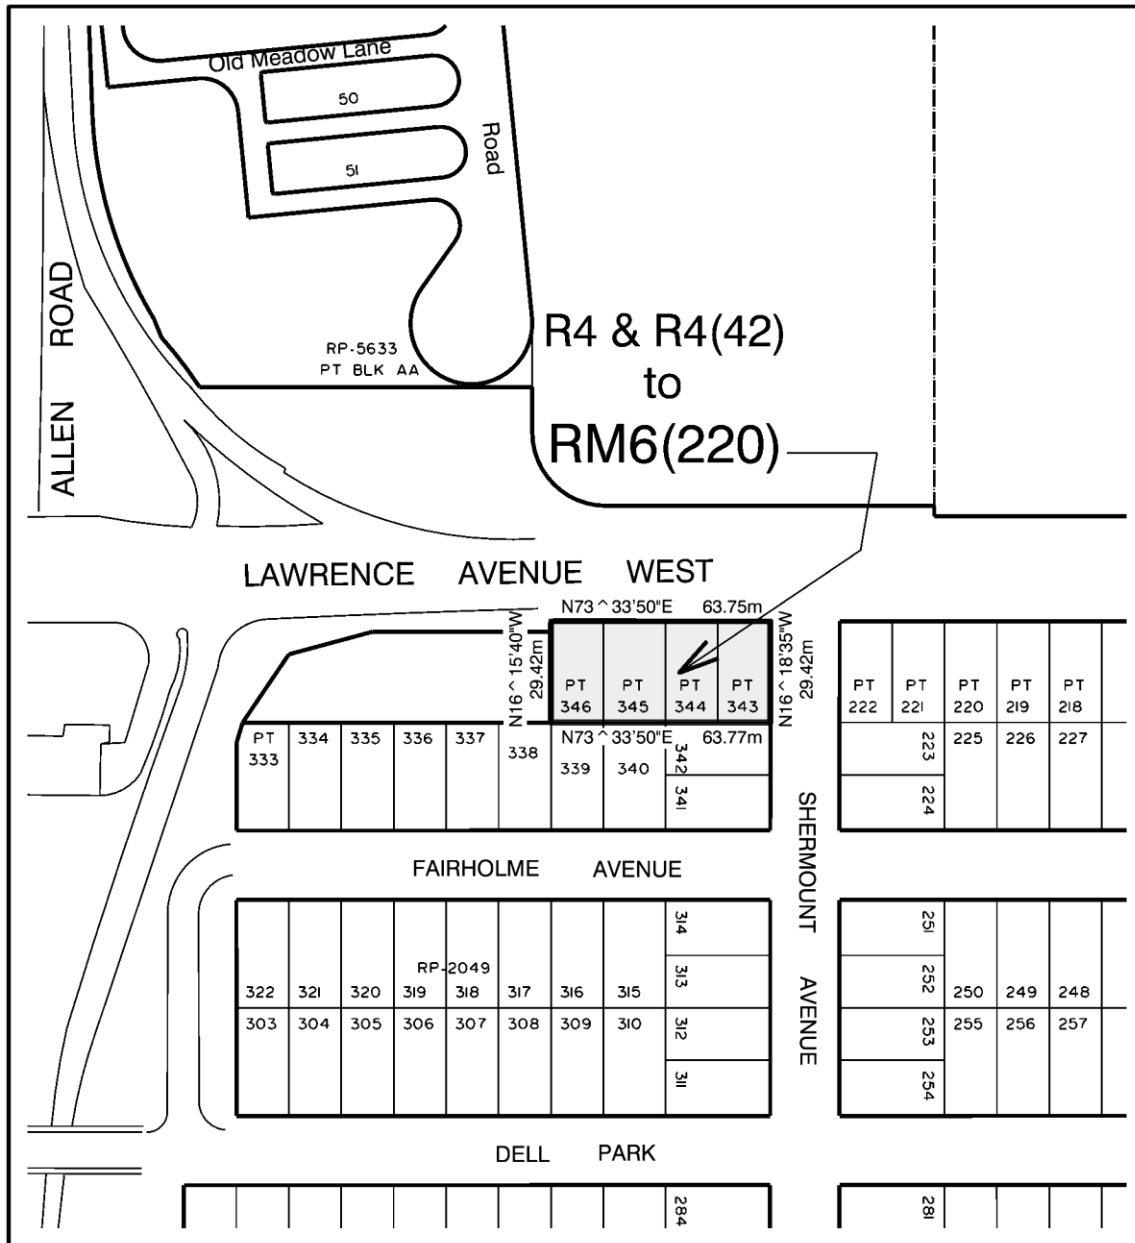 Old Meadow Lane
50
51
Road
ALLEN ROAD
RP-5633
PT BLK AA
R4 & R4(42)
to
RM6(220)
LAWRENCE AVENUE WEST
N73^33'50"E 63.75m
N16^15'40"W
29.42m
N16^18'35"W
29.42m
PT PT PT PT
346 345 344 343
PT PT PT PT PT
222 221 220 219 218
N73^33'50"E 63.77m
PT
333
334 335 336 337 338
339 340
342
341
223
224
225 226 227
SHERMOUNT AVENUE
FAIRHOLME AVENUE
314
313
312
311
RP-2049
322 321 320 319 318 317 316 315
303 304 305 306 307 308 309 310
251
252
253
254
250 249 248
255 256 257
DELL PARK
284
281